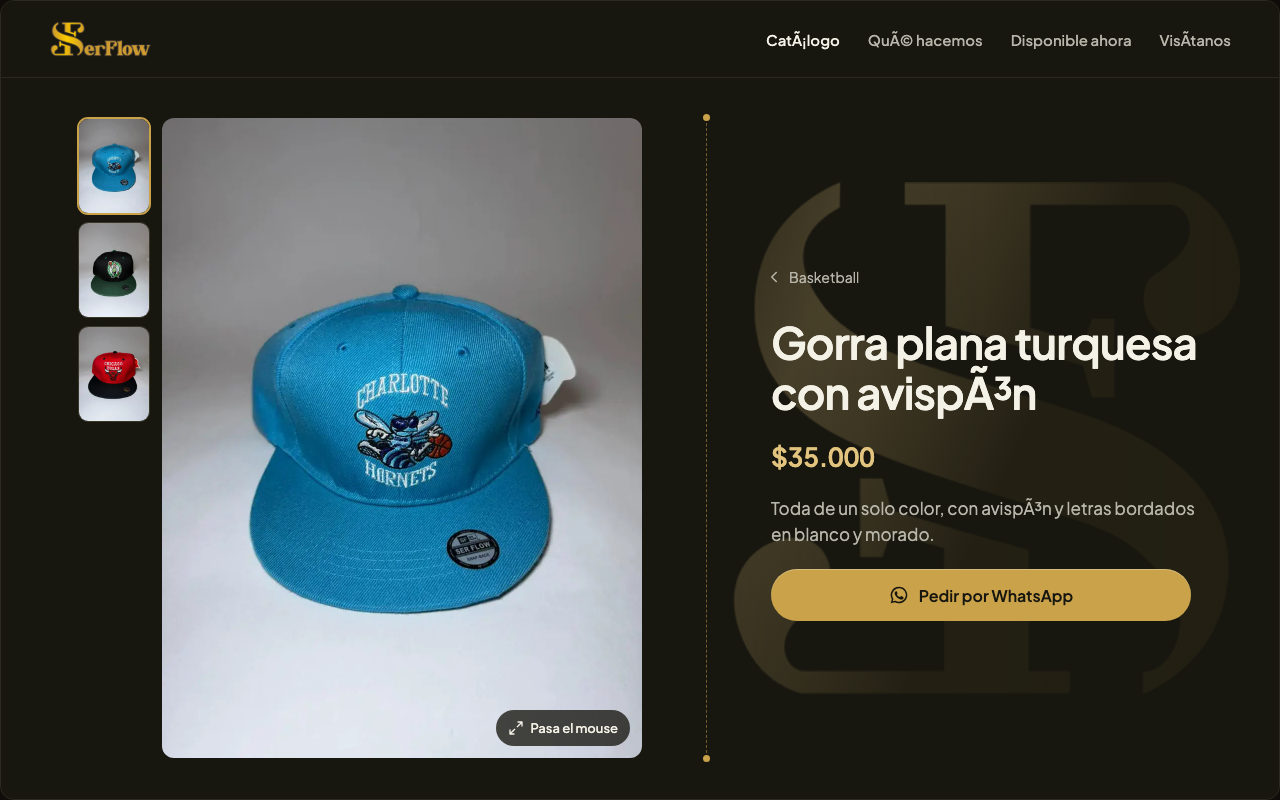 SerFlow
CatÃ¡logo
QuÃ© hacemos
Disponible ahora
VisÃ­tanos
CHARLOTTE
HORNETS
SER FLOW
Pasa el mouse
Basketball
Gorra plana turquesa
con avispÃ³n
$35.000
Toda de un solo color, con avispÃ³n y letras bordados
en blanco y morado.
Pedir por WhatsApp